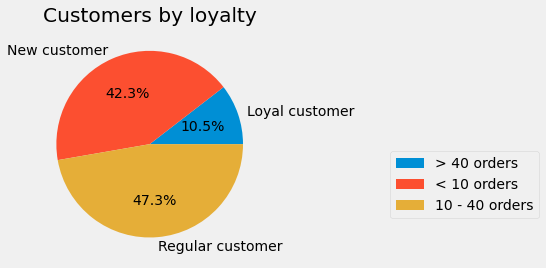 Customers by loyalty
New customer
42.3%
Loyal customer
10.5%
47.3%
Regular customer
> 40 orders
< 10 orders
10 - 40 orders